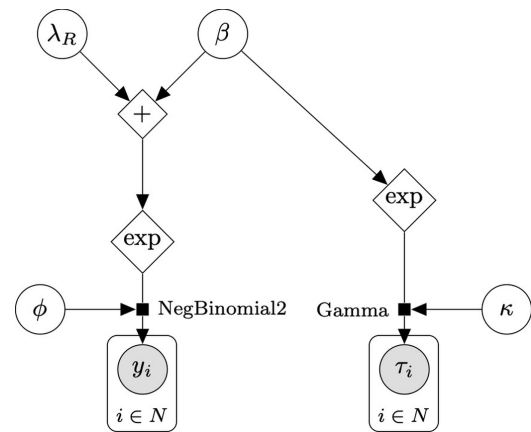 λ_R β
+
exp
exp
ϕ NegBinomial2 Gamma κ
y_i τ_i
i ∈ N i ∈ N